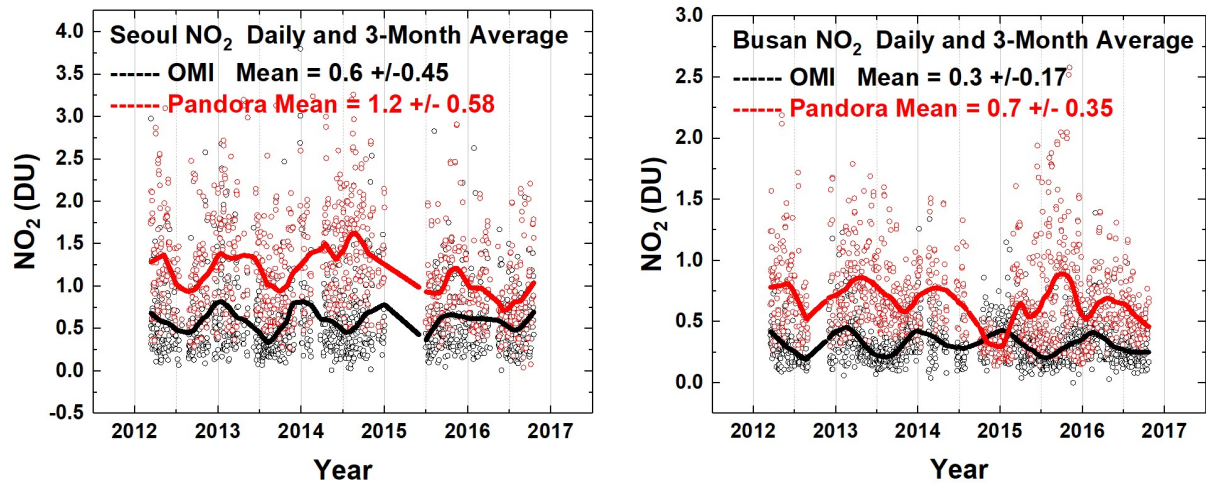 Seoul NO₂ Daily and 3-Month Average
OMI Mean = 0.6 +/-0.45
Pandora Mean = 1.2 +/- 0.58
4.0
3.5
3.0
2.5
2.0
1.5
1.0
0.5
0.0
-0.5
NO₂ (DU)
2012 2013 2014 2015 2016 2017
Year
Busan NO₂ Daily and 3-Month Average
OMI Mean = 0.3 +/-0.17
Pandora Mean = 0.7 +/- 0.35
3.0
2.5
2.0
1.5
1.0
0.5
0.0
NO₂ (DU)
2012 2013 2014 2015 2016 2017
Year